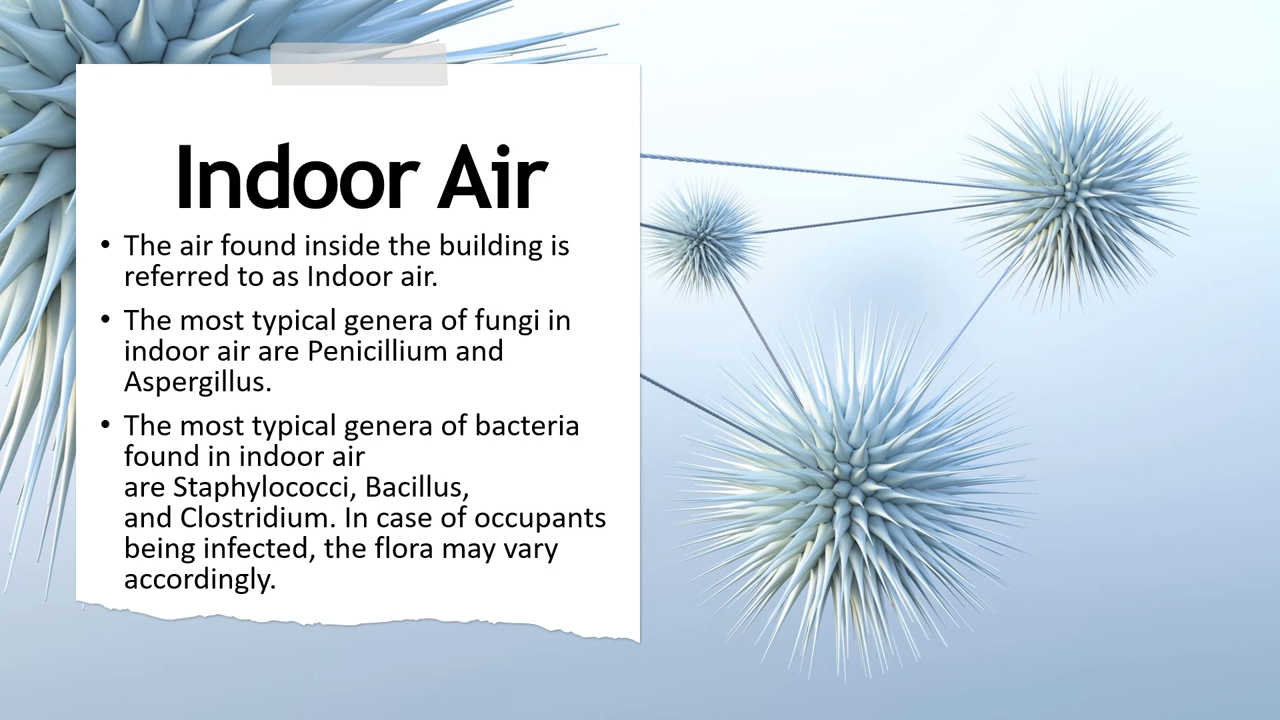 Indoor Air
• The air found inside the building is
referred to as Indoor air.
• The most typical genera of fungi in
indoor air are Penicillium and
Aspergillus.
• The most typical genera of bacteria
found in indoor air
are Staphylococci, Bacillus,
and Clostridium. In case of occupants
being infected, the flora may vary
accordingly.